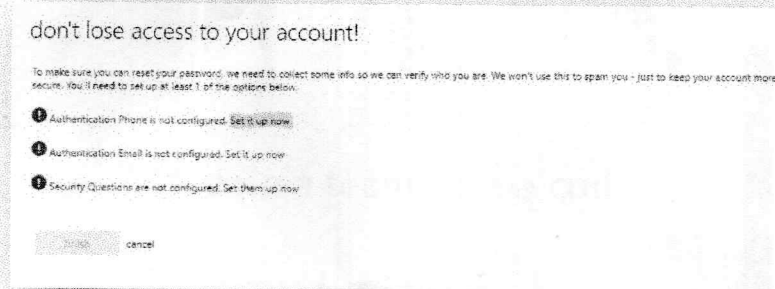 don't lose access to your account!
To make sure you can reset your password, we need to collect some info so we can verify who you are. We won't use this to spam you - just to keep your account more
secure. You'll need to set up at least 1 of the options below.
Authentication Phone is not configured. Set it up now
Authentication Email is not configured. Set it up now
Security Questions are not configured. Set them up now
cancel